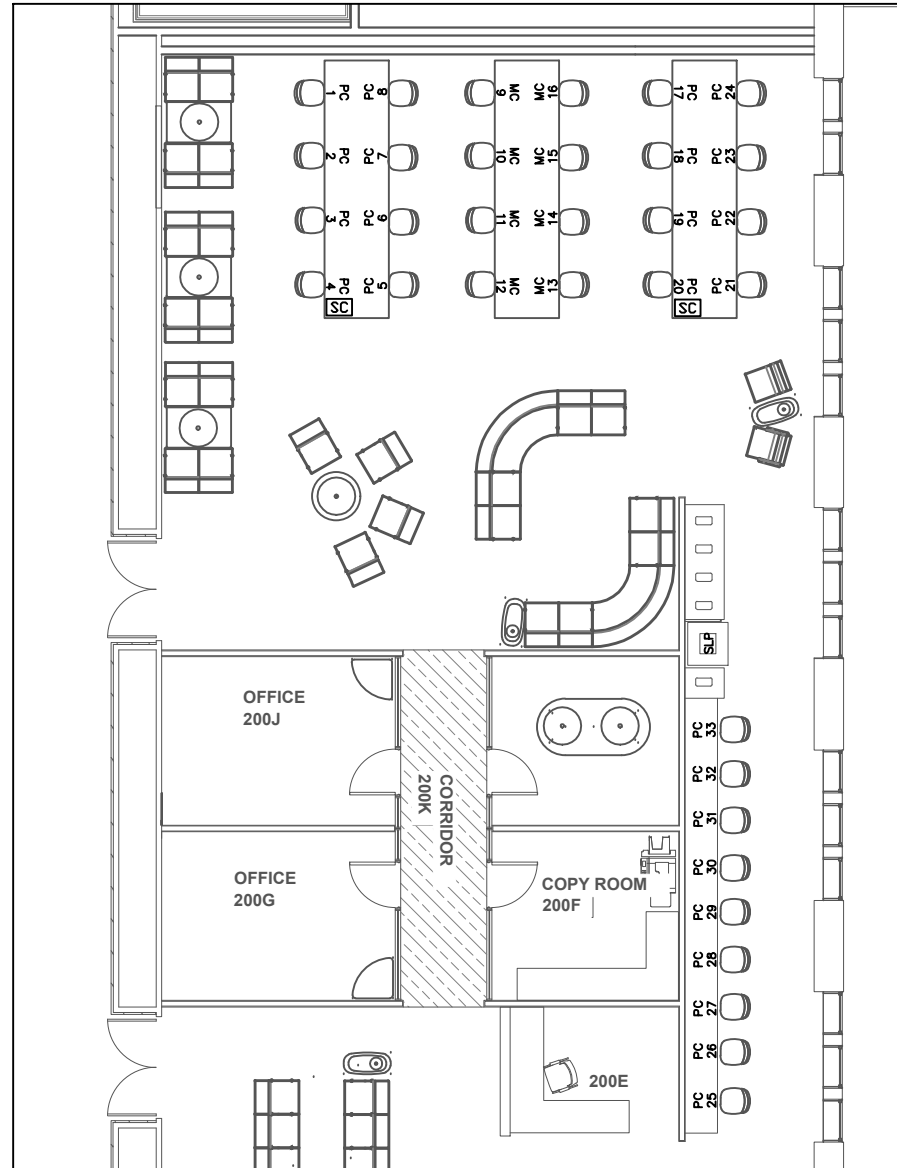 1 PC PC 8
2 PC PC 7
3 PC PC 6
4 PC PC 5
SC
9 MC MC 16
10 MC MC 15
11 MC MC 14
12 MC MC 13
17 PC PC 24
18 PC PC 23
19 PC PC 22
20 PC PC 21
SC
SLP
OFFICE
200J
CORRIDOR
200K
OFFICE
200G
COPY ROOM
200F
200E
PC 33
PC 32
PC 31
PC 30
PC 29
PC 28
PC 27
PC 26
PC 25